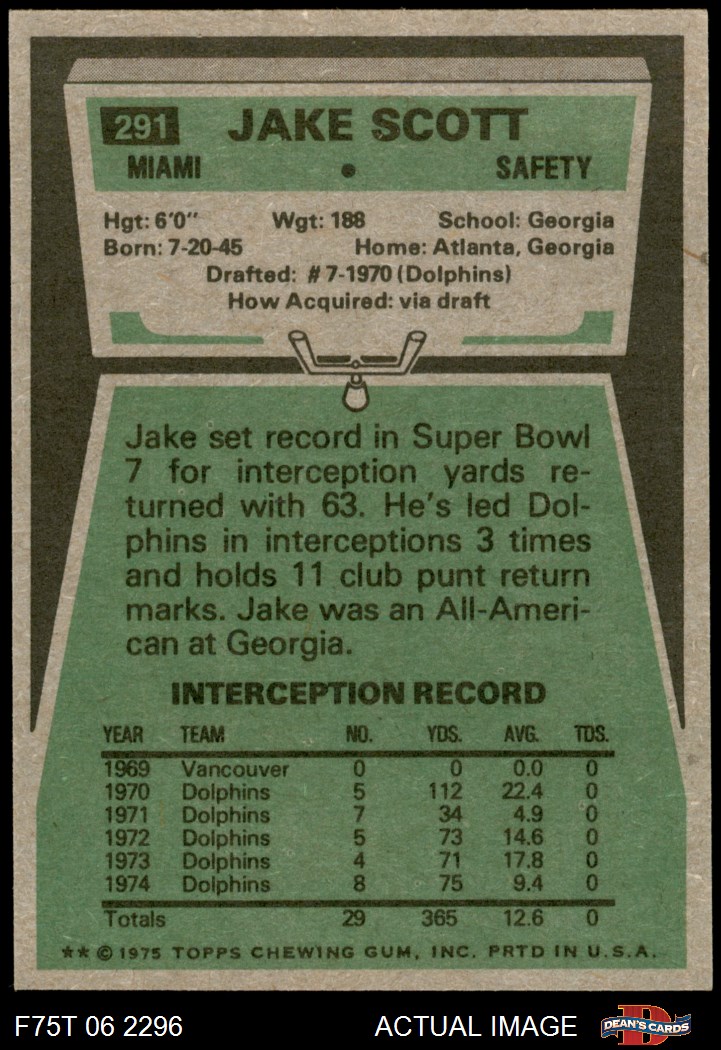 291 JAKE SCOTT
MIAMI • SAFETY
Hgt: 6'0" Wgt: 188 School: Georgia
Born: 7-20-45 Home: Atlanta, Georgia
Drafted: #7-1970 (Dolphins)
How Acquired: via draft
Jake set record in Super Bowl
7 for interception yards re-
turned with 63. He's led Dol-
phins in interceptions 3 times
and holds 11 club punt return
marks. Jake was an All-Ameri-
can at Georgia.
INTERCEPTION RECORD
YEAR TEAM NO. YDS. AVG. TDS.
1969 Vancouver 0 0 0.0 0
1970 Dolphins 5 112 22.4 0
1971 Dolphins 7 34 4.9 0
1972 Dolphins 5 73 14.6 0
1973 Dolphins 4 71 17.8 0
1974 Dolphins 8 75 9.4 0
Totals 29 365 12.6 0
** © 1975 TOPPS CHEWING GUM, INC. PRTD IN U.S.A.
F75T 06 2296 ACTUAL IMAGE D DEAN'S CARDS